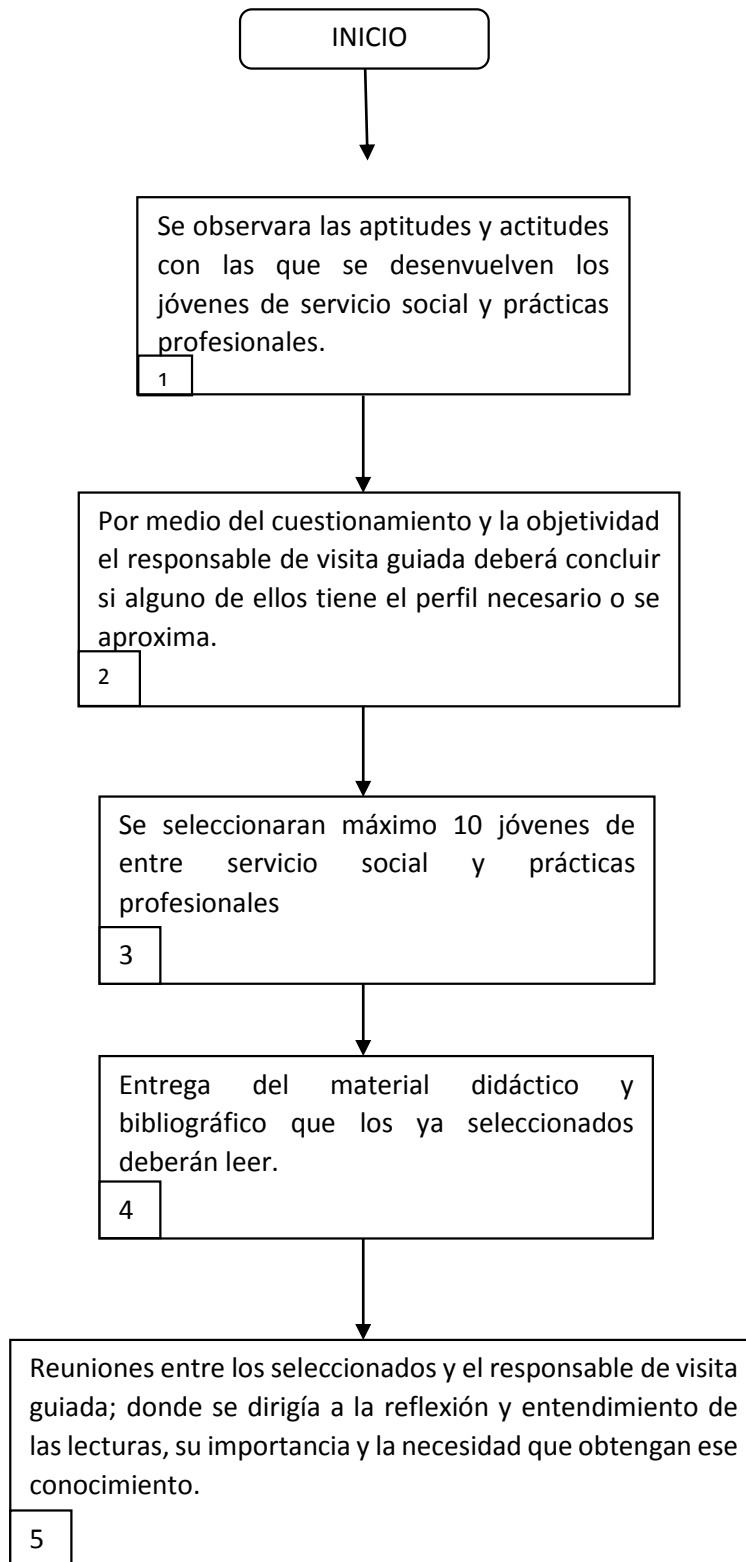 INICIO
Se observara las aptitudes y actitudes
con las que se desenvuelven los
jóvenes de servicio social y prácticas
profesionales.
1
Por medio del cuestionamiento y la objetividad
el responsable de visita guiada deberá concluir
si alguno de ellos tiene el perfil necesario o se
aproxima.
2
Se seleccionaran máximo 10 jóvenes de
entre servicio social y prácticas
profesionales
3
Entrega del material didáctico y
bibliográfico que los ya seleccionados
deberán leer.
4
Reuniones entre los seleccionados y el responsable de visita
guiada; donde se dirigía a la reflexión y entendimiento de
las lecturas, su importancia y la necesidad que obtengan ese
conocimiento.
5